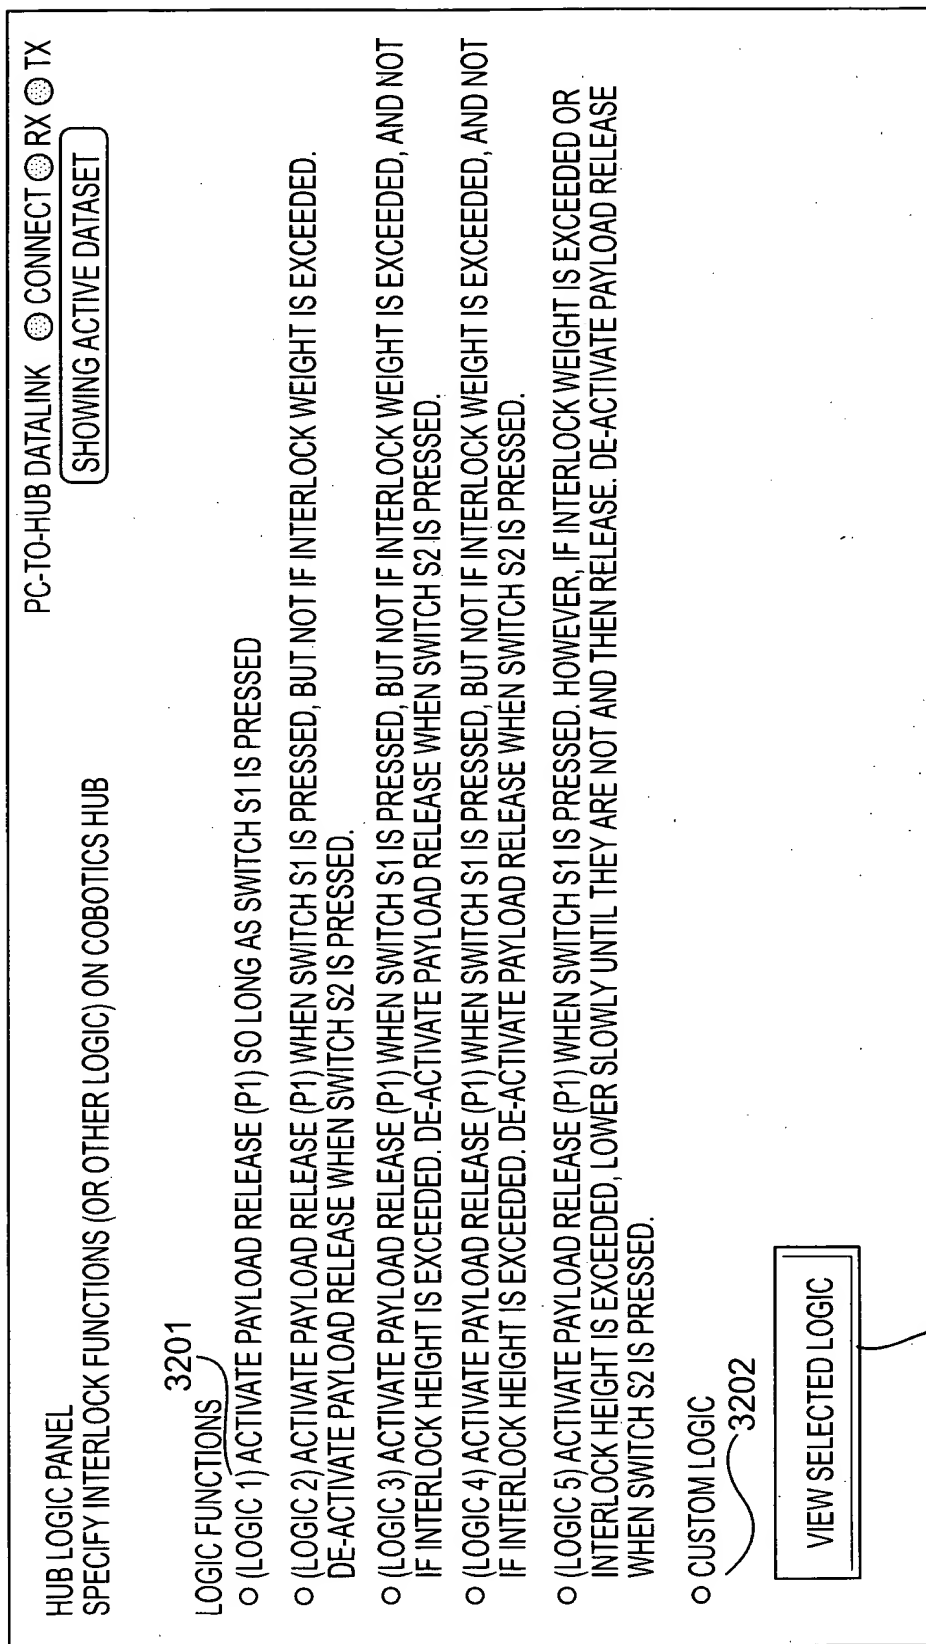 HUB LOGIC PANEL
SPECIFY INTERLOCK FUNCTIONS (OR OTHER LOGIC) ON COBOTICS HUB
PC-TO-HUB DATALINK CONNECT RX TX
SHOWING ACTIVE DATASET
LOGIC FUNCTIONS
3201
(LOGIC 1) ACTIVATE PAYLOAD RELEASE (P1) SO LONG AS SWITCH S1 IS PRESSED
(LOGIC 2) ACTIVATE PAYLOAD RELEASE (P1) WHEN SWITCH S1 IS PRESSED, BUT NOT IF INTERLOCK WEIGHT IS EXCEEDED.
DE-ACTIVATE PAYLOAD RELEASE WHEN SWITCH S2 IS PRESSED.
(LOGIC 3) ACTIVATE PAYLOAD RELEASE (P1) WHEN SWITCH S1 IS PRESSED, BUT NOT IF INTERLOCK WEIGHT IS EXCEEDED, AND NOT
IF INTERLOCK HEIGHT IS EXCEEDED. DE-ACTIVATE PAYLOAD RELEASE WHEN SWITCH S2 IS PRESSED.
(LOGIC 4) ACTIVATE PAYLOAD RELEASE (P1) WHEN SWITCH S1 IS PRESSED, BUT NOT IF INTERLOCK WEIGHT IS EXCEEDED, AND NOT
IF INTERLOCK HEIGHT IS EXCEEDED. DE-ACTIVATE PAYLOAD RELEASE WHEN SWITCH S2 IS PRESSED.
(LOGIC 5) ACTIVATE PAYLOAD RELEASE (P1) WHEN SWITCH S1 IS PRESSED. HOWEVER, IF INTERLOCK WEIGHT IS EXCEEDED OR
INTERLOCK HEIGHT IS EXCEEDED, LOWER SLOWLY UNTIL THEY ARE NOT AND THEN RELEASE. DE-ACTIVATE PAYLOAD RELEASE
WHEN SWITCH S2 IS PRESSED.
CUSTOM LOGIC
3202
VIEW SELECTED LOGIC